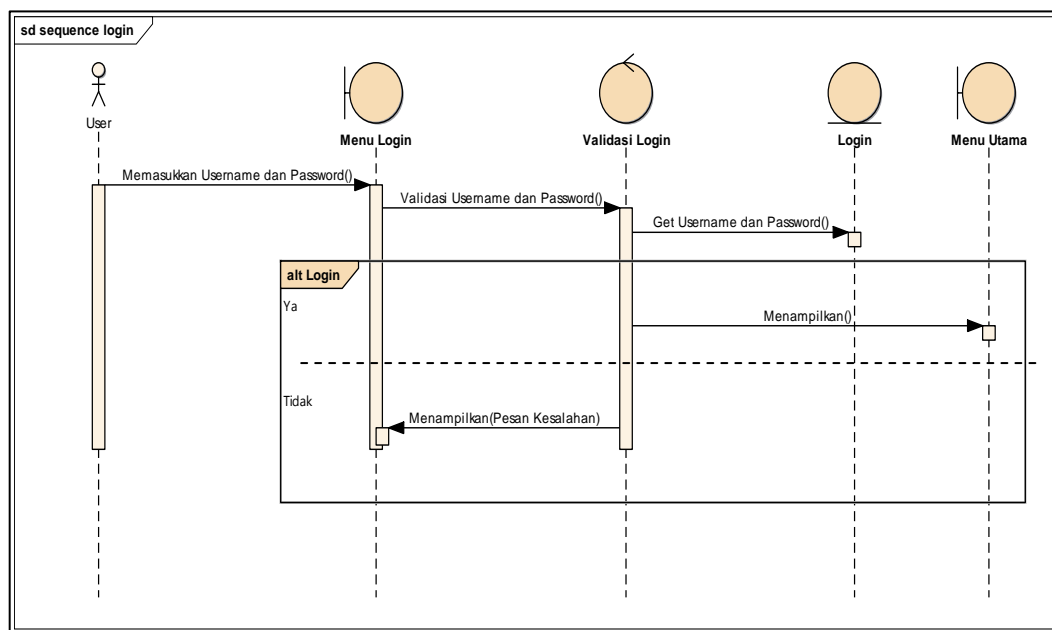 sd sequence login
User
Menu Login
Validasi Login
Login
Menu Utama
Memasukkan Username dan Password()
Validasi Username dan Password()
Get Username dan Password()
alt Login
Ya
Menampilkan()
Tidak
Menampilkan(Pesan Kesalahan)